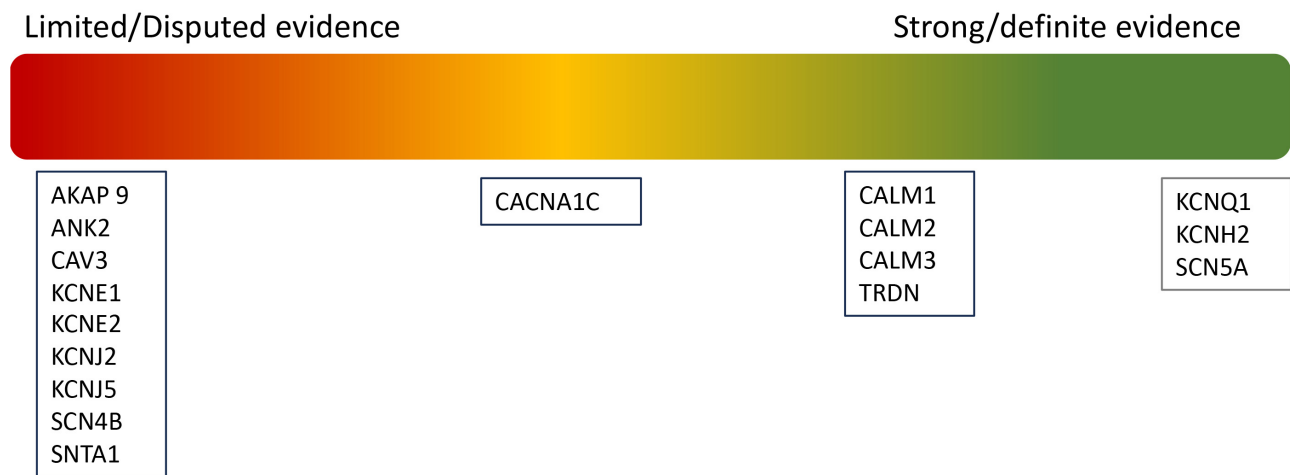 Limited/Disputed evidence
Strong/definite evidence
AKAP 9
ANK2
CAV3
KCNE1
KCNE2
KCNJ2
KCNJ5
SCN4B
SNTA1
CACNA1C
CALM1
CALM2
CALM3
TRDN
KCNQ1
KCNH2
SCN5A